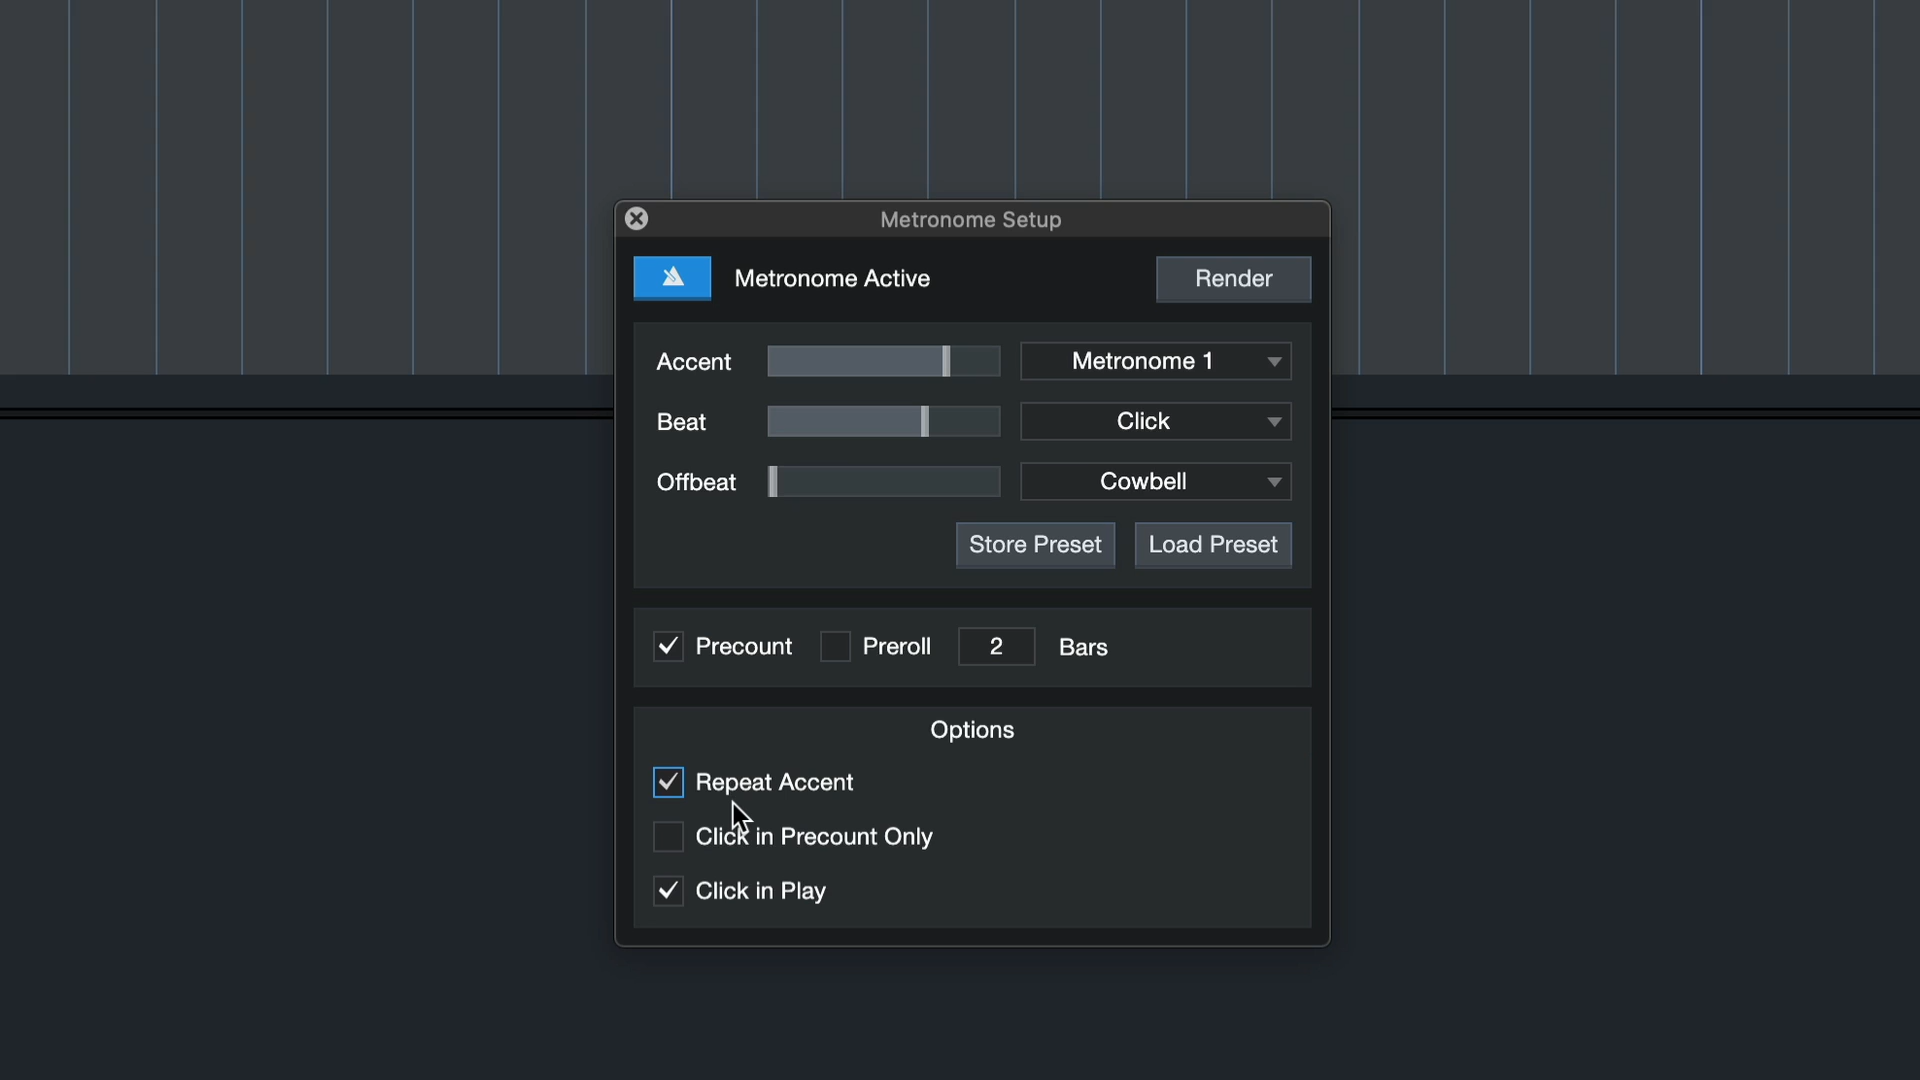 Metronome Setup
Metronome Active Render
Accent Metronome 1
Beat Click
Offbeat Cowbell
Store Preset Load Preset
Precount Preroll 2 Bars
Options
Repeat Accent
Click in Precount Only
Click in Play